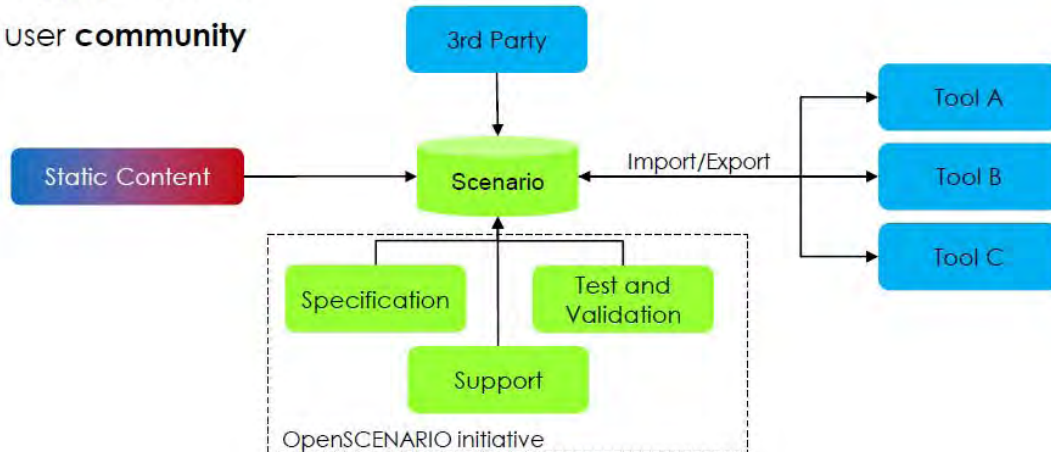 user community
3rd Party
Tool A
Import/Export
Static Content
Scenario
Tool B
Tool C
Specification
Test and
Validation
Support
OpenSCENARIO initiative